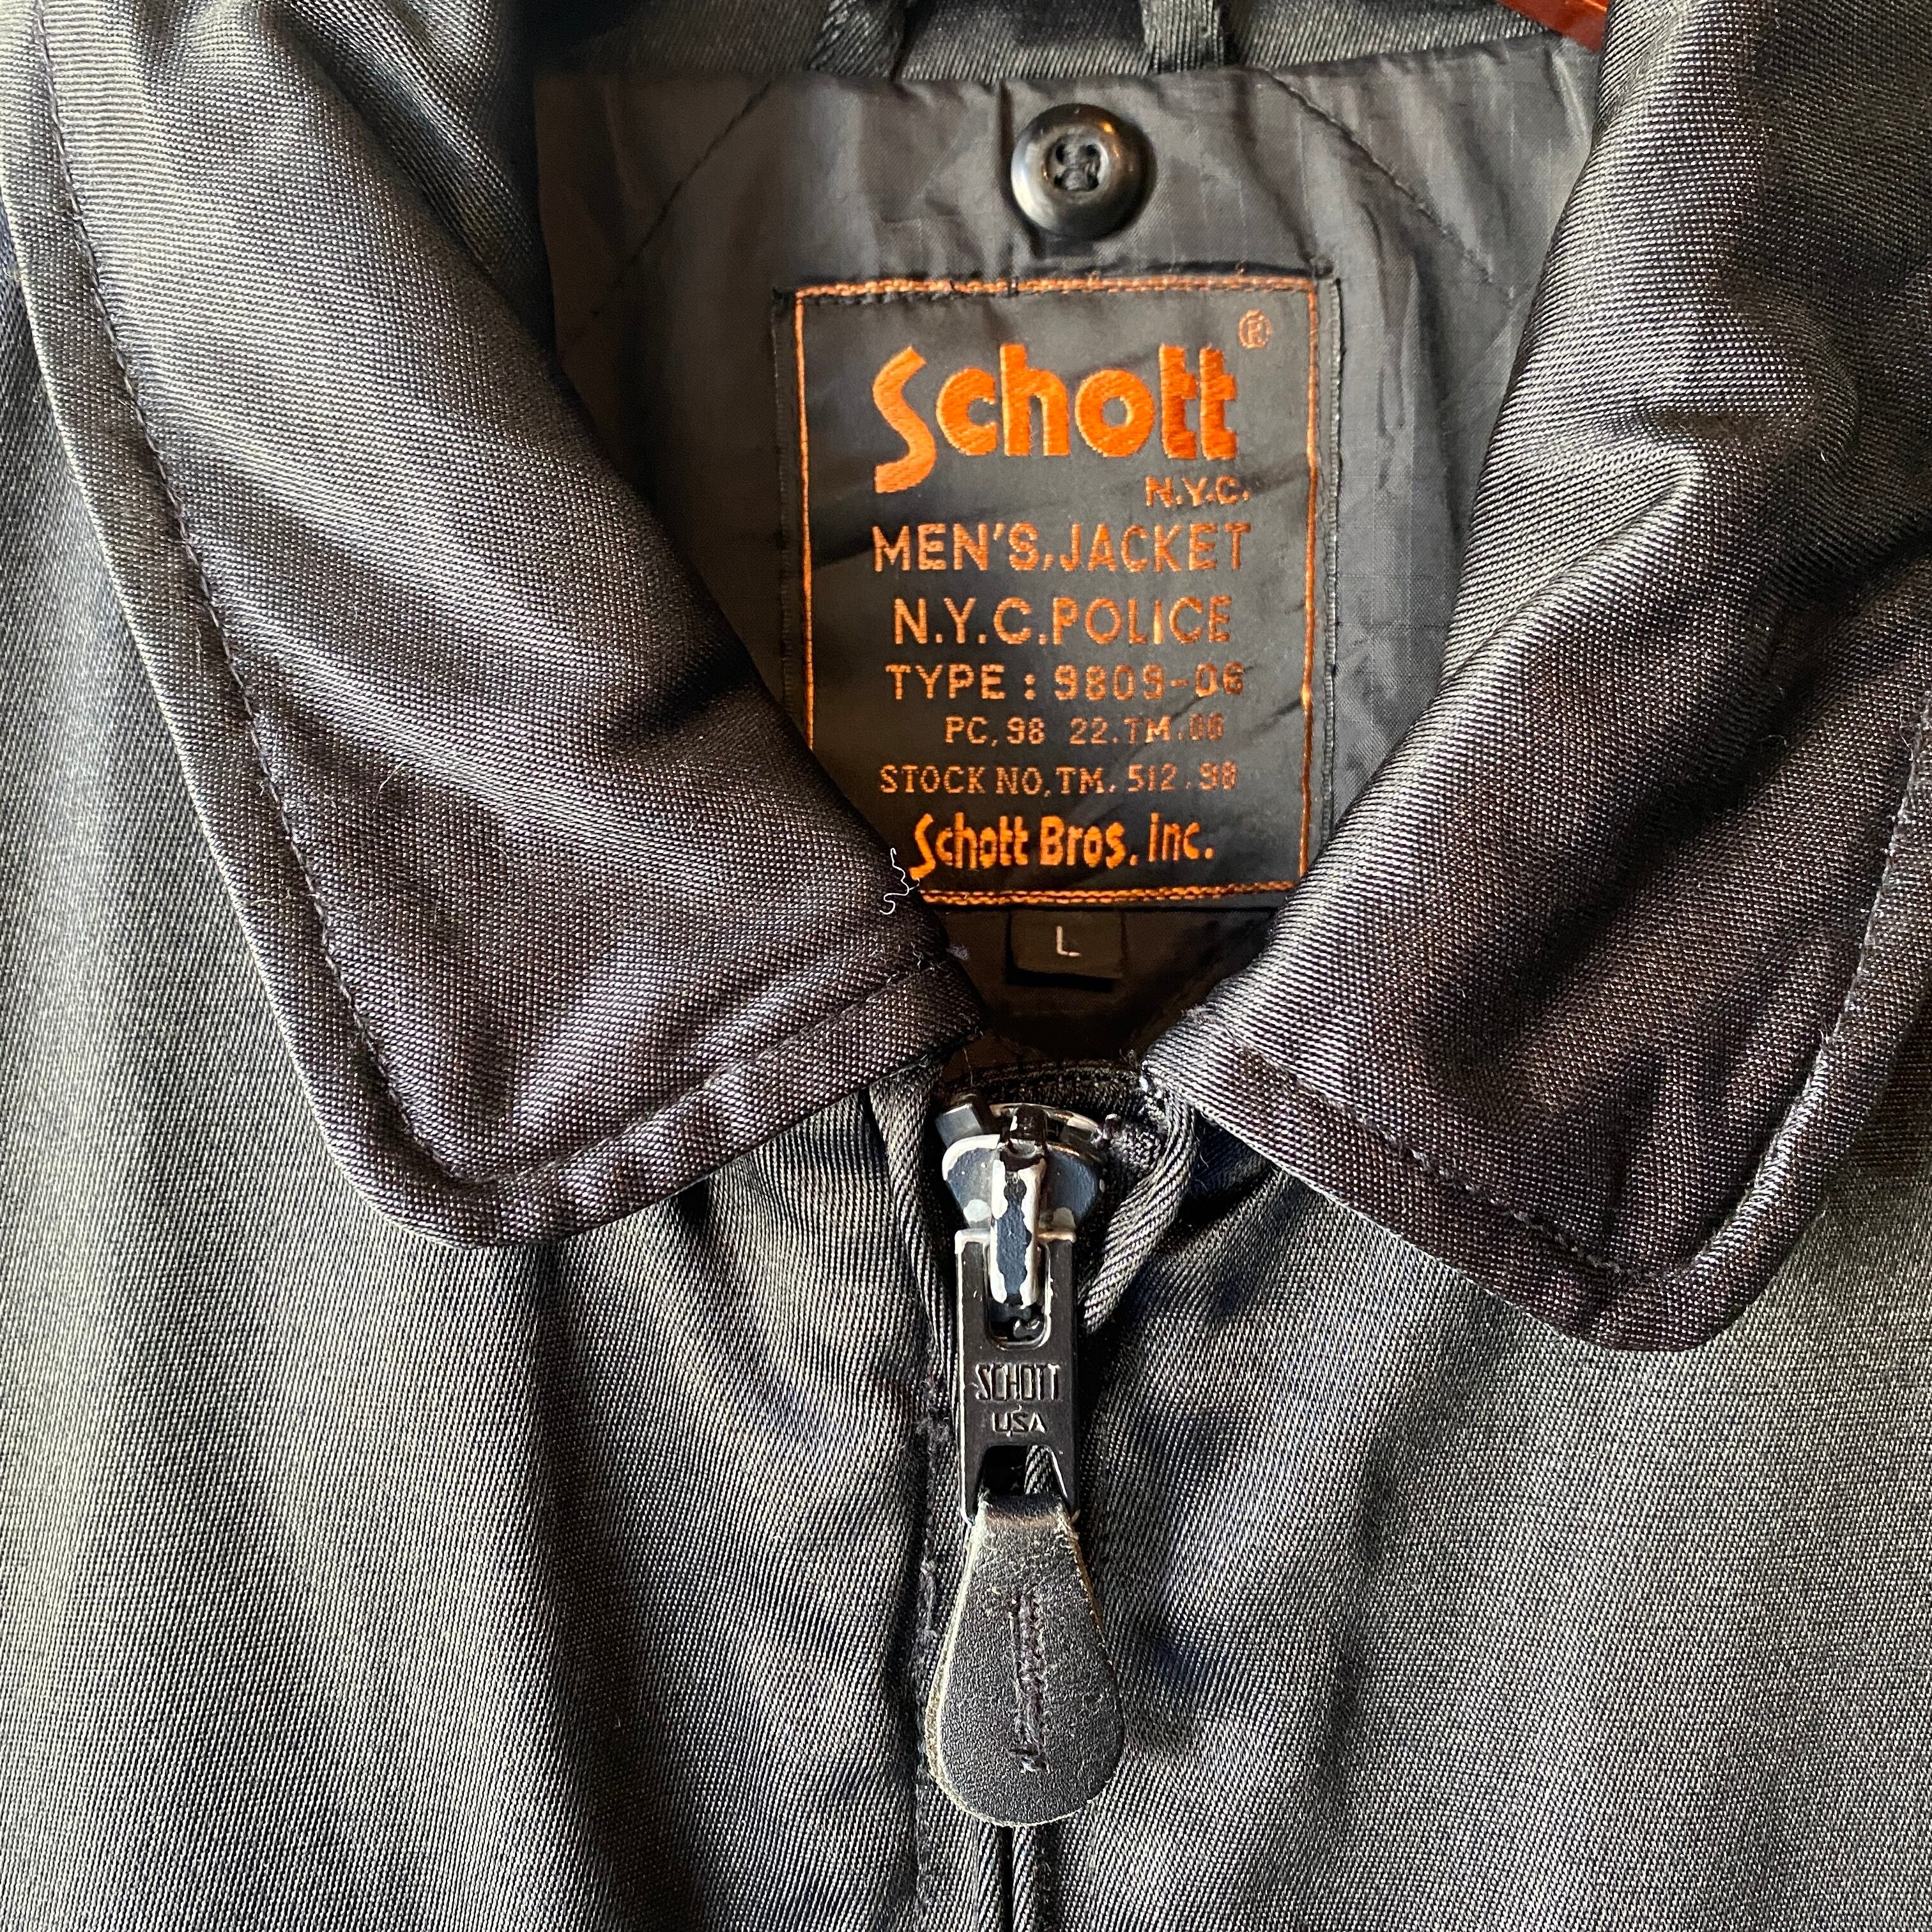 Schott®
N.Y.C.
MEN'S,JACKET
N.Y.C.POLICE
TYPE : 9809-06
PC,98 22.TM.06
STOCK NO,TM. 512.98
Schott Bros. inc.
L
SCHOTT
USA